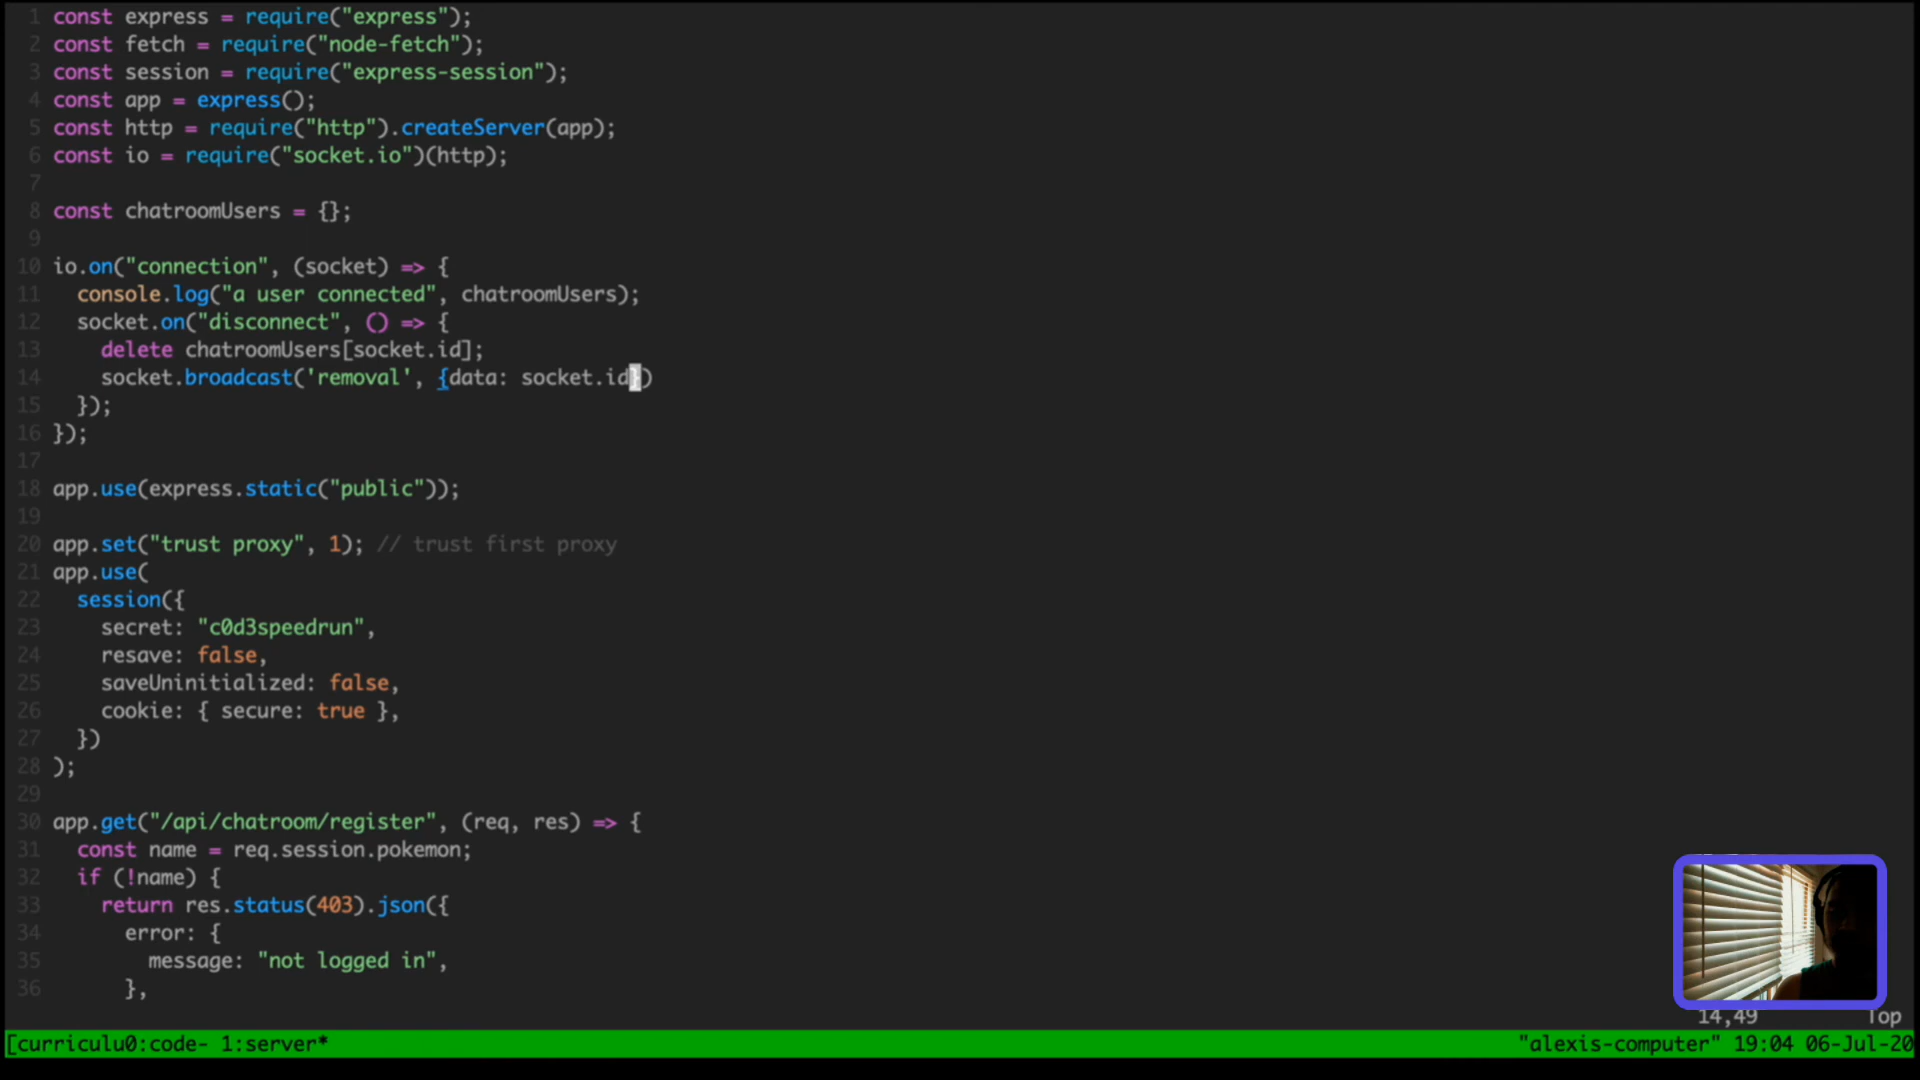 1 const express = require("express");
2 const fetch = require("node-fetch");
3 const session = require("express-session");
4 const app = express();
5 const http = require("http").createServer(app);
6 const io = require("socket.io")(http);
7
8 const chatroomUsers = {};
9
10 io.on("connection", (socket) => {
11   console.log("a user connected", chatroomUsers);
12   socket.on("disconnect", () => {
13     delete chatroomUsers[socket.id];
14     socket.broadcast('removal', {data: socket.id})
15   });
16 });
17
18 app.use(express.static("public"));
19
20 app.set("trust proxy", 1); // trust first proxy
21 app.use(
22   session({
23     secret: "c0d3speedrun",
24     resave: false,
25     saveUninitialized: false,
26     cookie: { secure: true },
27   })
28 );
29
30 app.get("/api/chatroom/register", (req, res) => {
31   const name = req.session.pokemon;
32   if (!name) {
33     return res.status(403).json({
34       error: {
35         message: "not logged in",
36       },
14,49 Top
[curriculu0:code- 1:server* "alexis-computer" 19:04 06-Jul-20